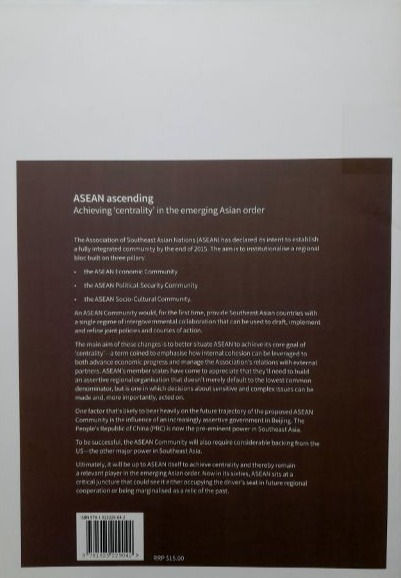 ASEAN ascending
Achieving 'centrality' in the emerging Asian order
The Association of Southeast Asian Nations (ASEAN) has declared its intent to establish
a fully integrated community by the end of 2015. The aim is to institutionalise a regional
bloc built on three pillars:
• the ASEAN Economic Community
• the ASEAN Political-Security Community
• the ASEAN Socio-Cultural Community.
An ASEAN Community would, for the first time, provide Southeast Asian countries with
a single regime of intergovernmental collaboration that can be used to draft, implement
and refine joint policies and courses of action.
The main aim of these changes is to better situate ASEAN to achieve its core goal of
'centrality'—a term coined to emphasise how internal cohesion can be leveraged to
both advance economic progress and manage the Association's relations with external
partners. ASEAN's member states have come to appreciate that they'll need to build
an assertive regional organisation that doesn't merely default to the lowest common
denominator, but is one in which decisions about sensitive and complex issues can be
made and, more importantly, acted on.
One factor that's likely to bear heavily on the future trajectory of the proposed ASEAN
Community is the influence of an increasingly assertive government in Beijing. The
People's Republic of China (PRC) is now the pre-eminent power in Southeast Asia.
To be successful, the ASEAN Community will also require considerable backing from the
US—the other major power in Southeast Asia.
Ultimately, it will be up to ASEAN itself to achieve centrality and thereby remain
a relevant player in the emerging Asian order. Now in its sixties, ASEAN sits at a
critical juncture that could see it either occupying the driver's seat in future regional
cooperation or being marginalised as a relic of the past.
RRP $15.00